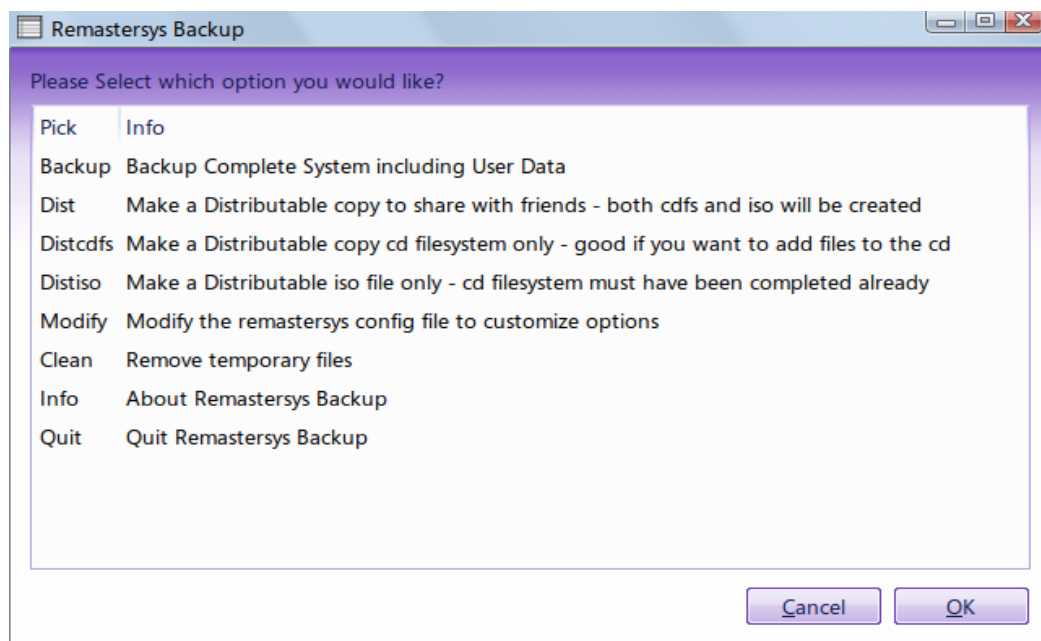 Remastersys Backup
Please Select which option you would like?
Pick Info
Backup Backup Complete System including User Data
Dist Make a Distributable copy to share with friends - both cdfs and iso will be created
Distcdfs Make a Distributable copy cd filesystem only - good if you want to add files to the cd
Distiso Make a Distributable iso file only - cd filesystem must have been completed already
Modify Modify the remastersys config file to customize options
Clean Remove temporary files
Info About Remastersys Backup
Quit Quit Remastersys Backup
Cancel OK